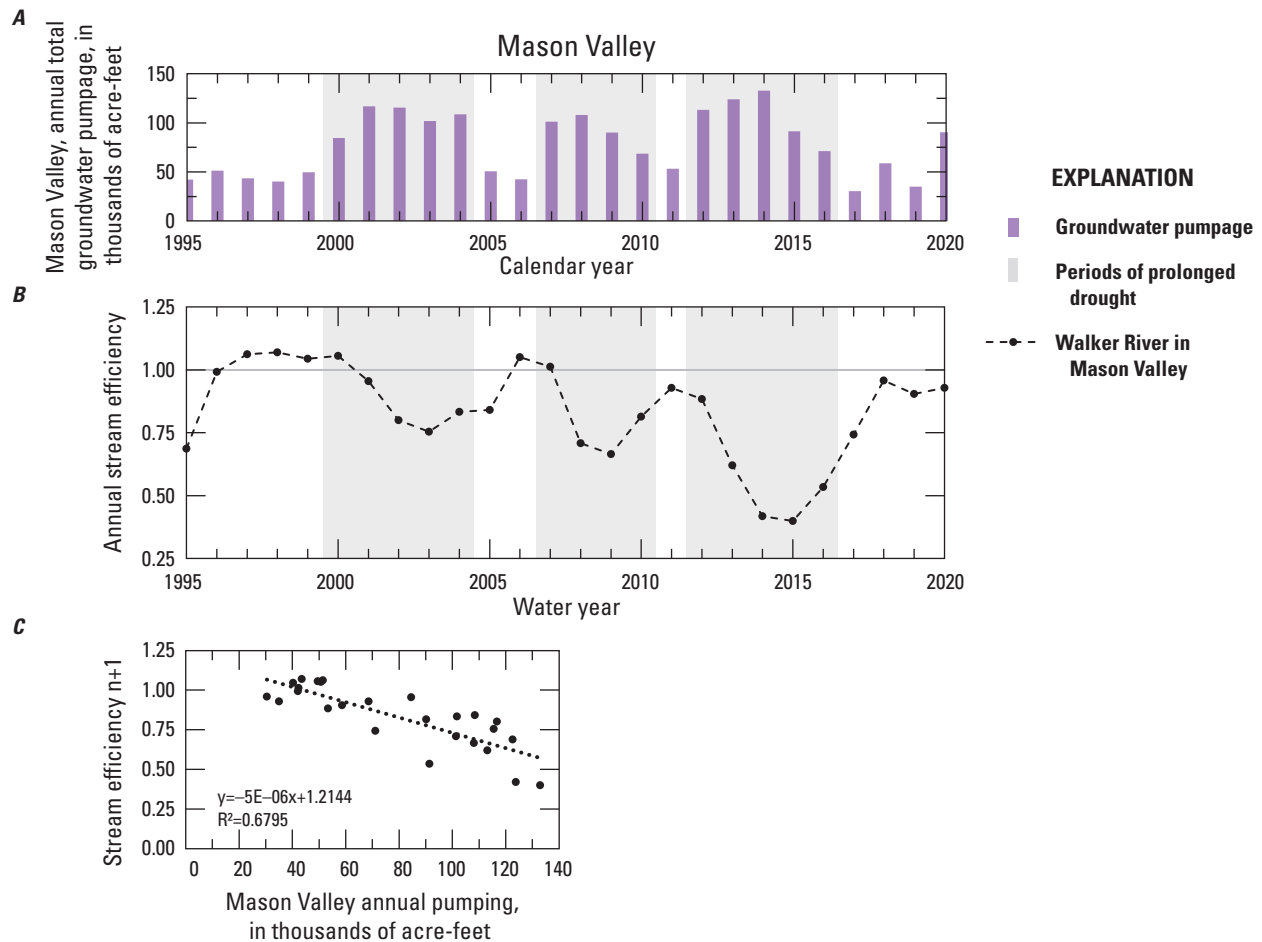 A
Mason Valley
Mason Valley, annual total
groundwater pumpage, in
thousands of acre-feet
150
100
50
0
1995 2000 2005 2010 2015 2020
Calendar year
EXPLANATION
Groundwater pumpage
Periods of prolonged
drought
Walker River in
Mason Valley
B
Annual stream efficiency
1.25
1.00
0.75
0.50
0.25
1995 2000 2005 2010 2015 2020
Water year
C
Stream efficiency n+1
1.25
1.00
0.75
0.50
0.25
0.00
y=–5E–06x+1.2144
R²=0.6795
0 20 40 60 80 100 120 140
Mason Valley annual pumping,
in thousands of acre-feet